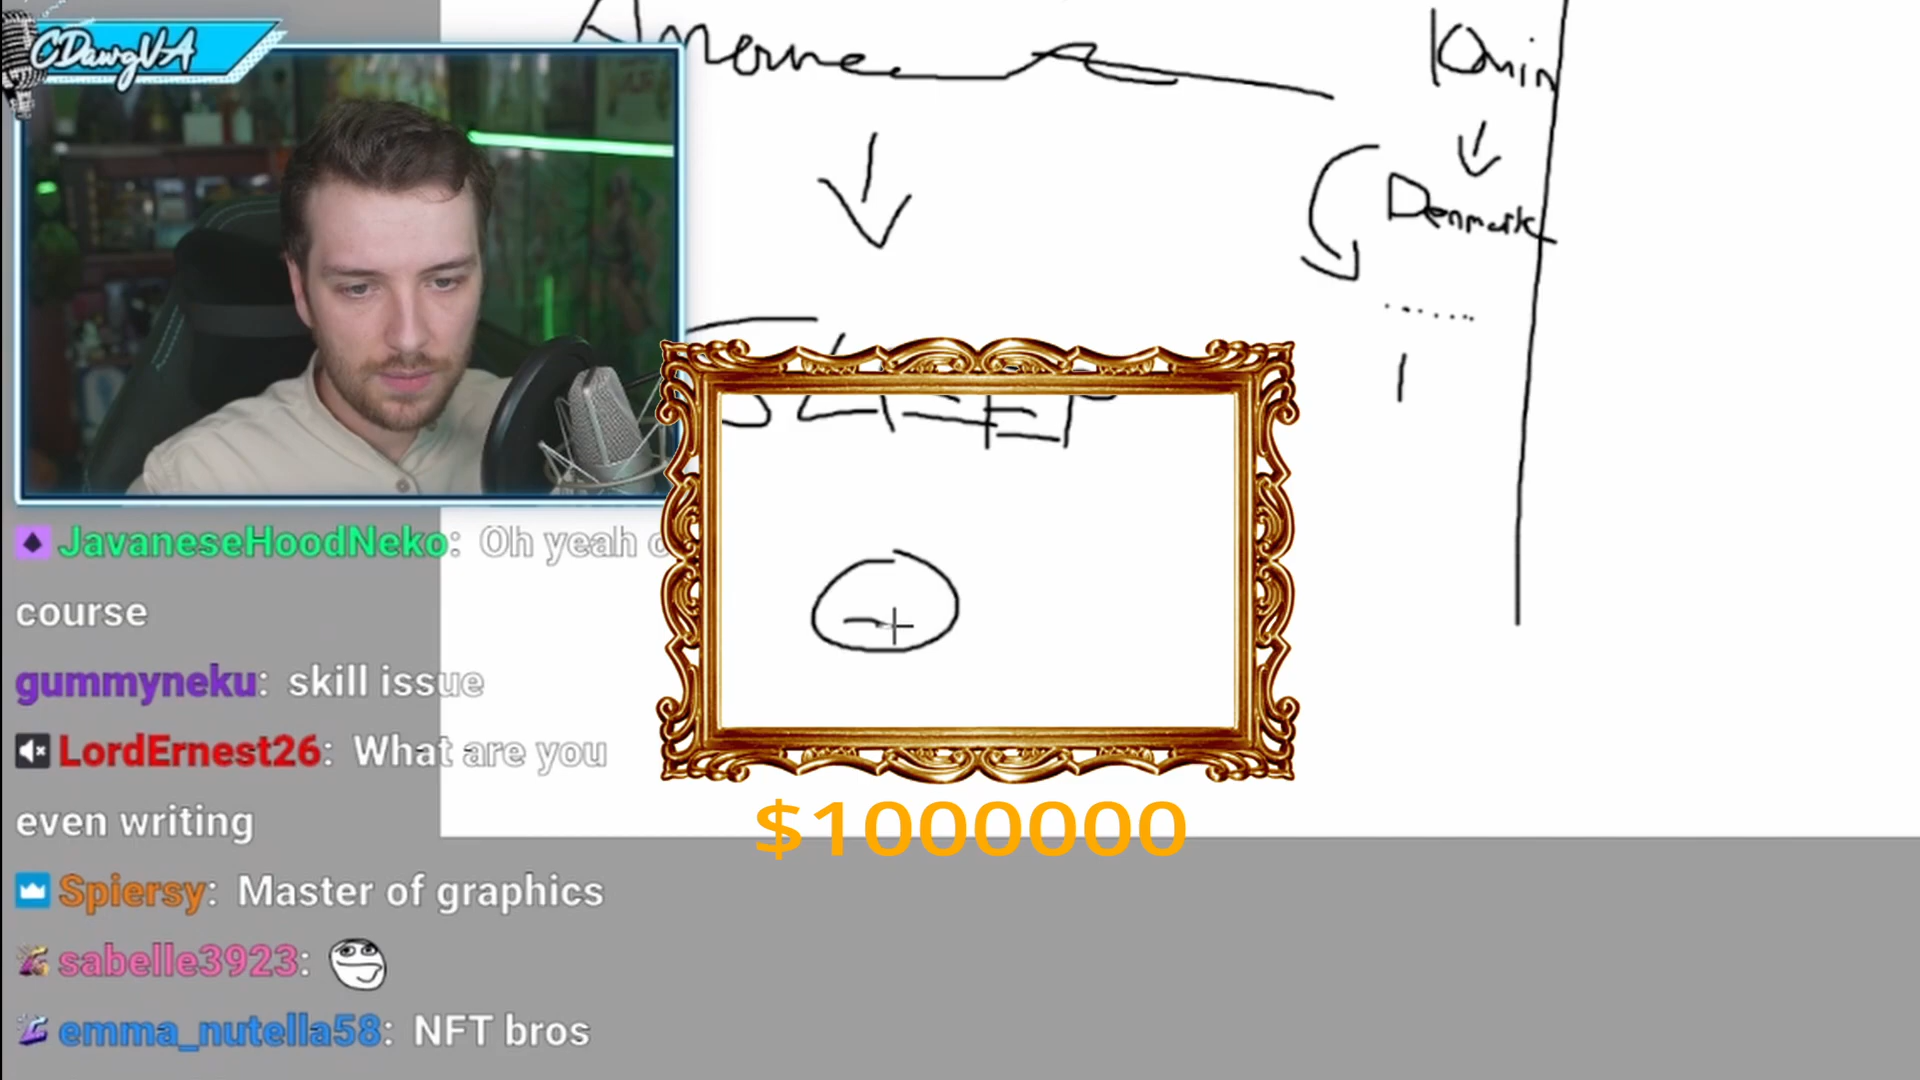 CDawgVA
Denmark
......
JavaneseHoodNeko: Oh yeah
course
gummyneku: skill issue
LordErnest26: What are you
even writing
Spiersy: Master of graphics
sabelle3923:
emma_nutella58: NFT bros
$1000000